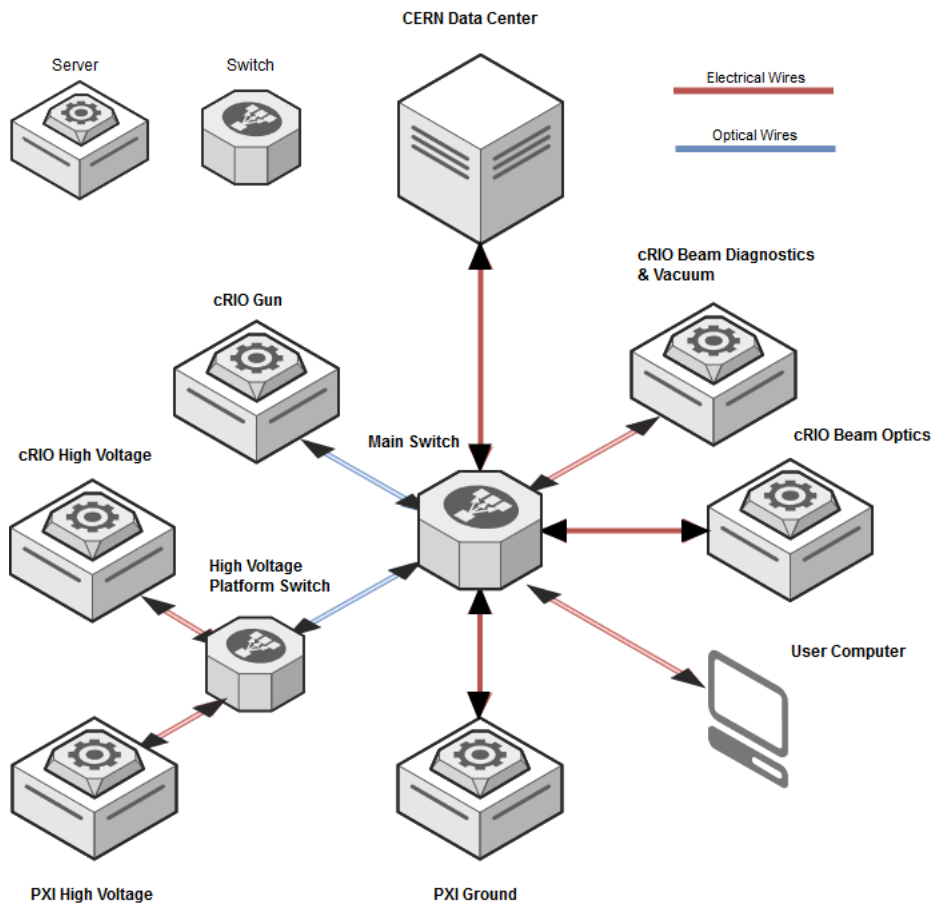 CERN Data Center
Server
Switch
Electrical Wires
Optical Wires
cRIO Beam Diagnostics
& Vacuum
cRIO Gun
Main Switch
cRIO Beam Optics
cRIO High Voltage
High Voltage
Platform Switch
User Computer
PXI High Voltage
PXI Ground